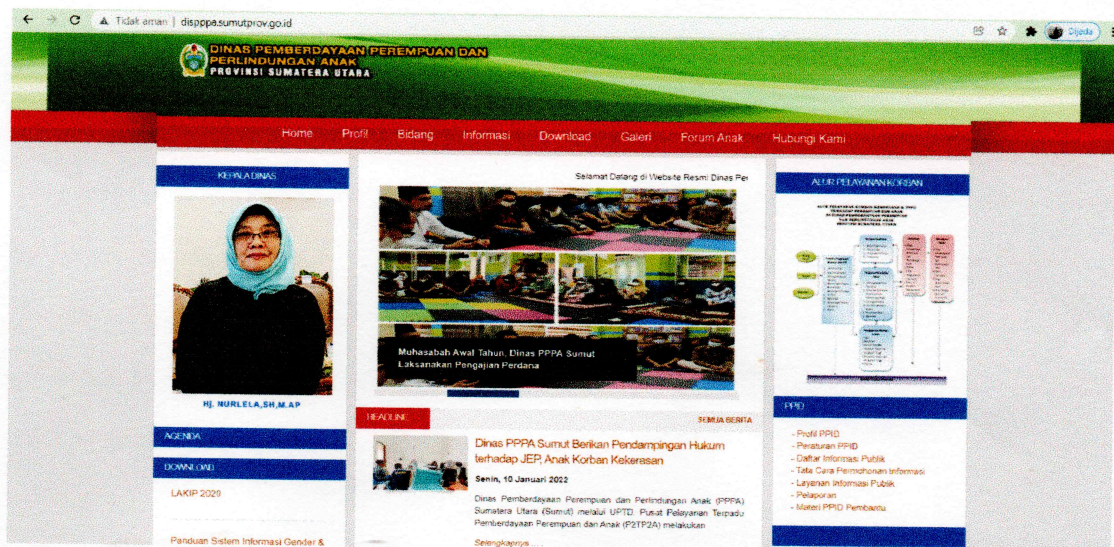 Tidak aman | dispppa.sumutprov.go.id
Dijeda
DINAS PEMBERDAYAAN PEREMPUAN DAN
PERLINDUNGAN ANAK
PROVINSI SUMATERA UTARA
Home Profil Bidang Informasi Download Galeri Forum Anak Hubungi Kami
KEPALA DINAS
Hj. NURLELA,SH,M.AP
AGENDA
DOWNLOAD
LAKIP 2020
Panduan Sistem Informasi Gender &
Selamat Datang di Website Resmi Dinas Per
Muhasabah Awal Tahun, Dinas PPPA Sumut
Laksanakan Pengajian Perdana
HEADLINE
SEMUA BERITA
Dinas PPPA Sumut Berikan Pendampingan Hukum
terhadap JEP, Anak Korban Kekerasan
Senin, 10 Januari 2022
Dinas Pemberdayaan Perempuan dan Perlindungan Anak (PPPA)
Sumatera Utara (Sumut) melalui UPTD. Pusat Pelayanan Terpadu
Pemberdayaan Perempuan dan Anak (P2TP2A) melakukan
Selengkapnya ....
ALUR PELAYANAN KORBAN
PPID
- Profil PPID
- Peraturan PPID
- Daftar Informasi Publik
- Tata Cara Permohonan Informasi
- Layanan Informasi Publik
- Pelaporan
- Materi PPID Pembantu